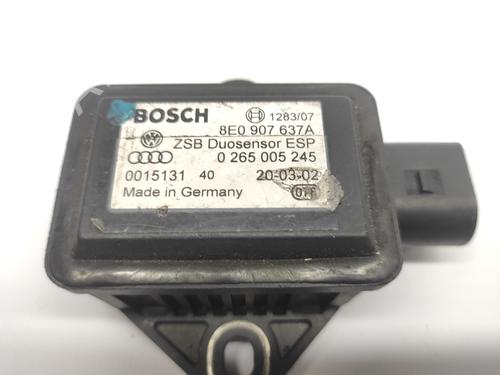 BOSCH 1283/07
8E0 907 637A
ZSB Duosensor ESP
0 265 005 245
0015131 40 20-03-02
Made in Germany